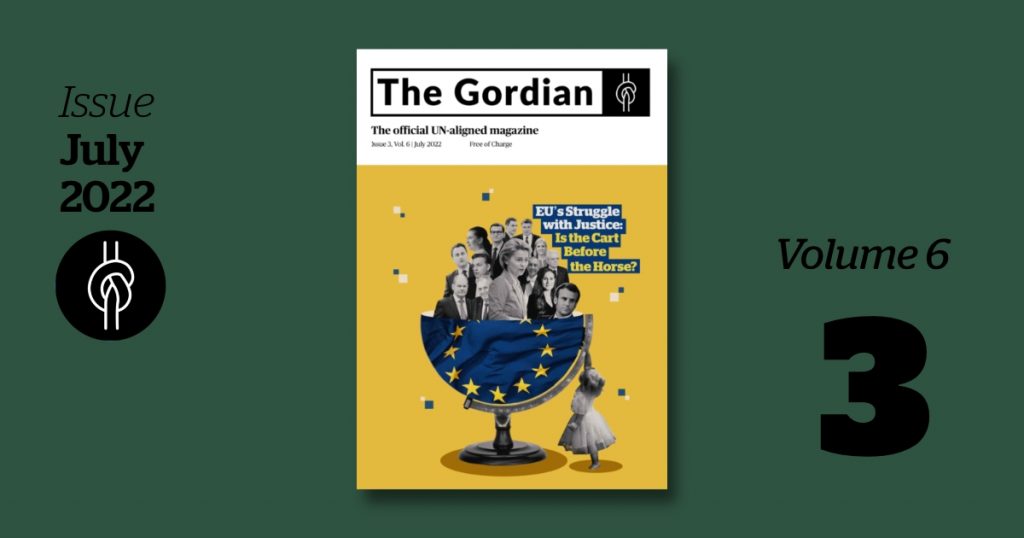 Issue
July
2022
The Gordian
The official UN-aligned magazine
Issue 3, Vol. 6 | July 2022 Free of Charge
EU's Struggle
with Justice:
Is the Cart
Before
the Horse?
Volume 6
3